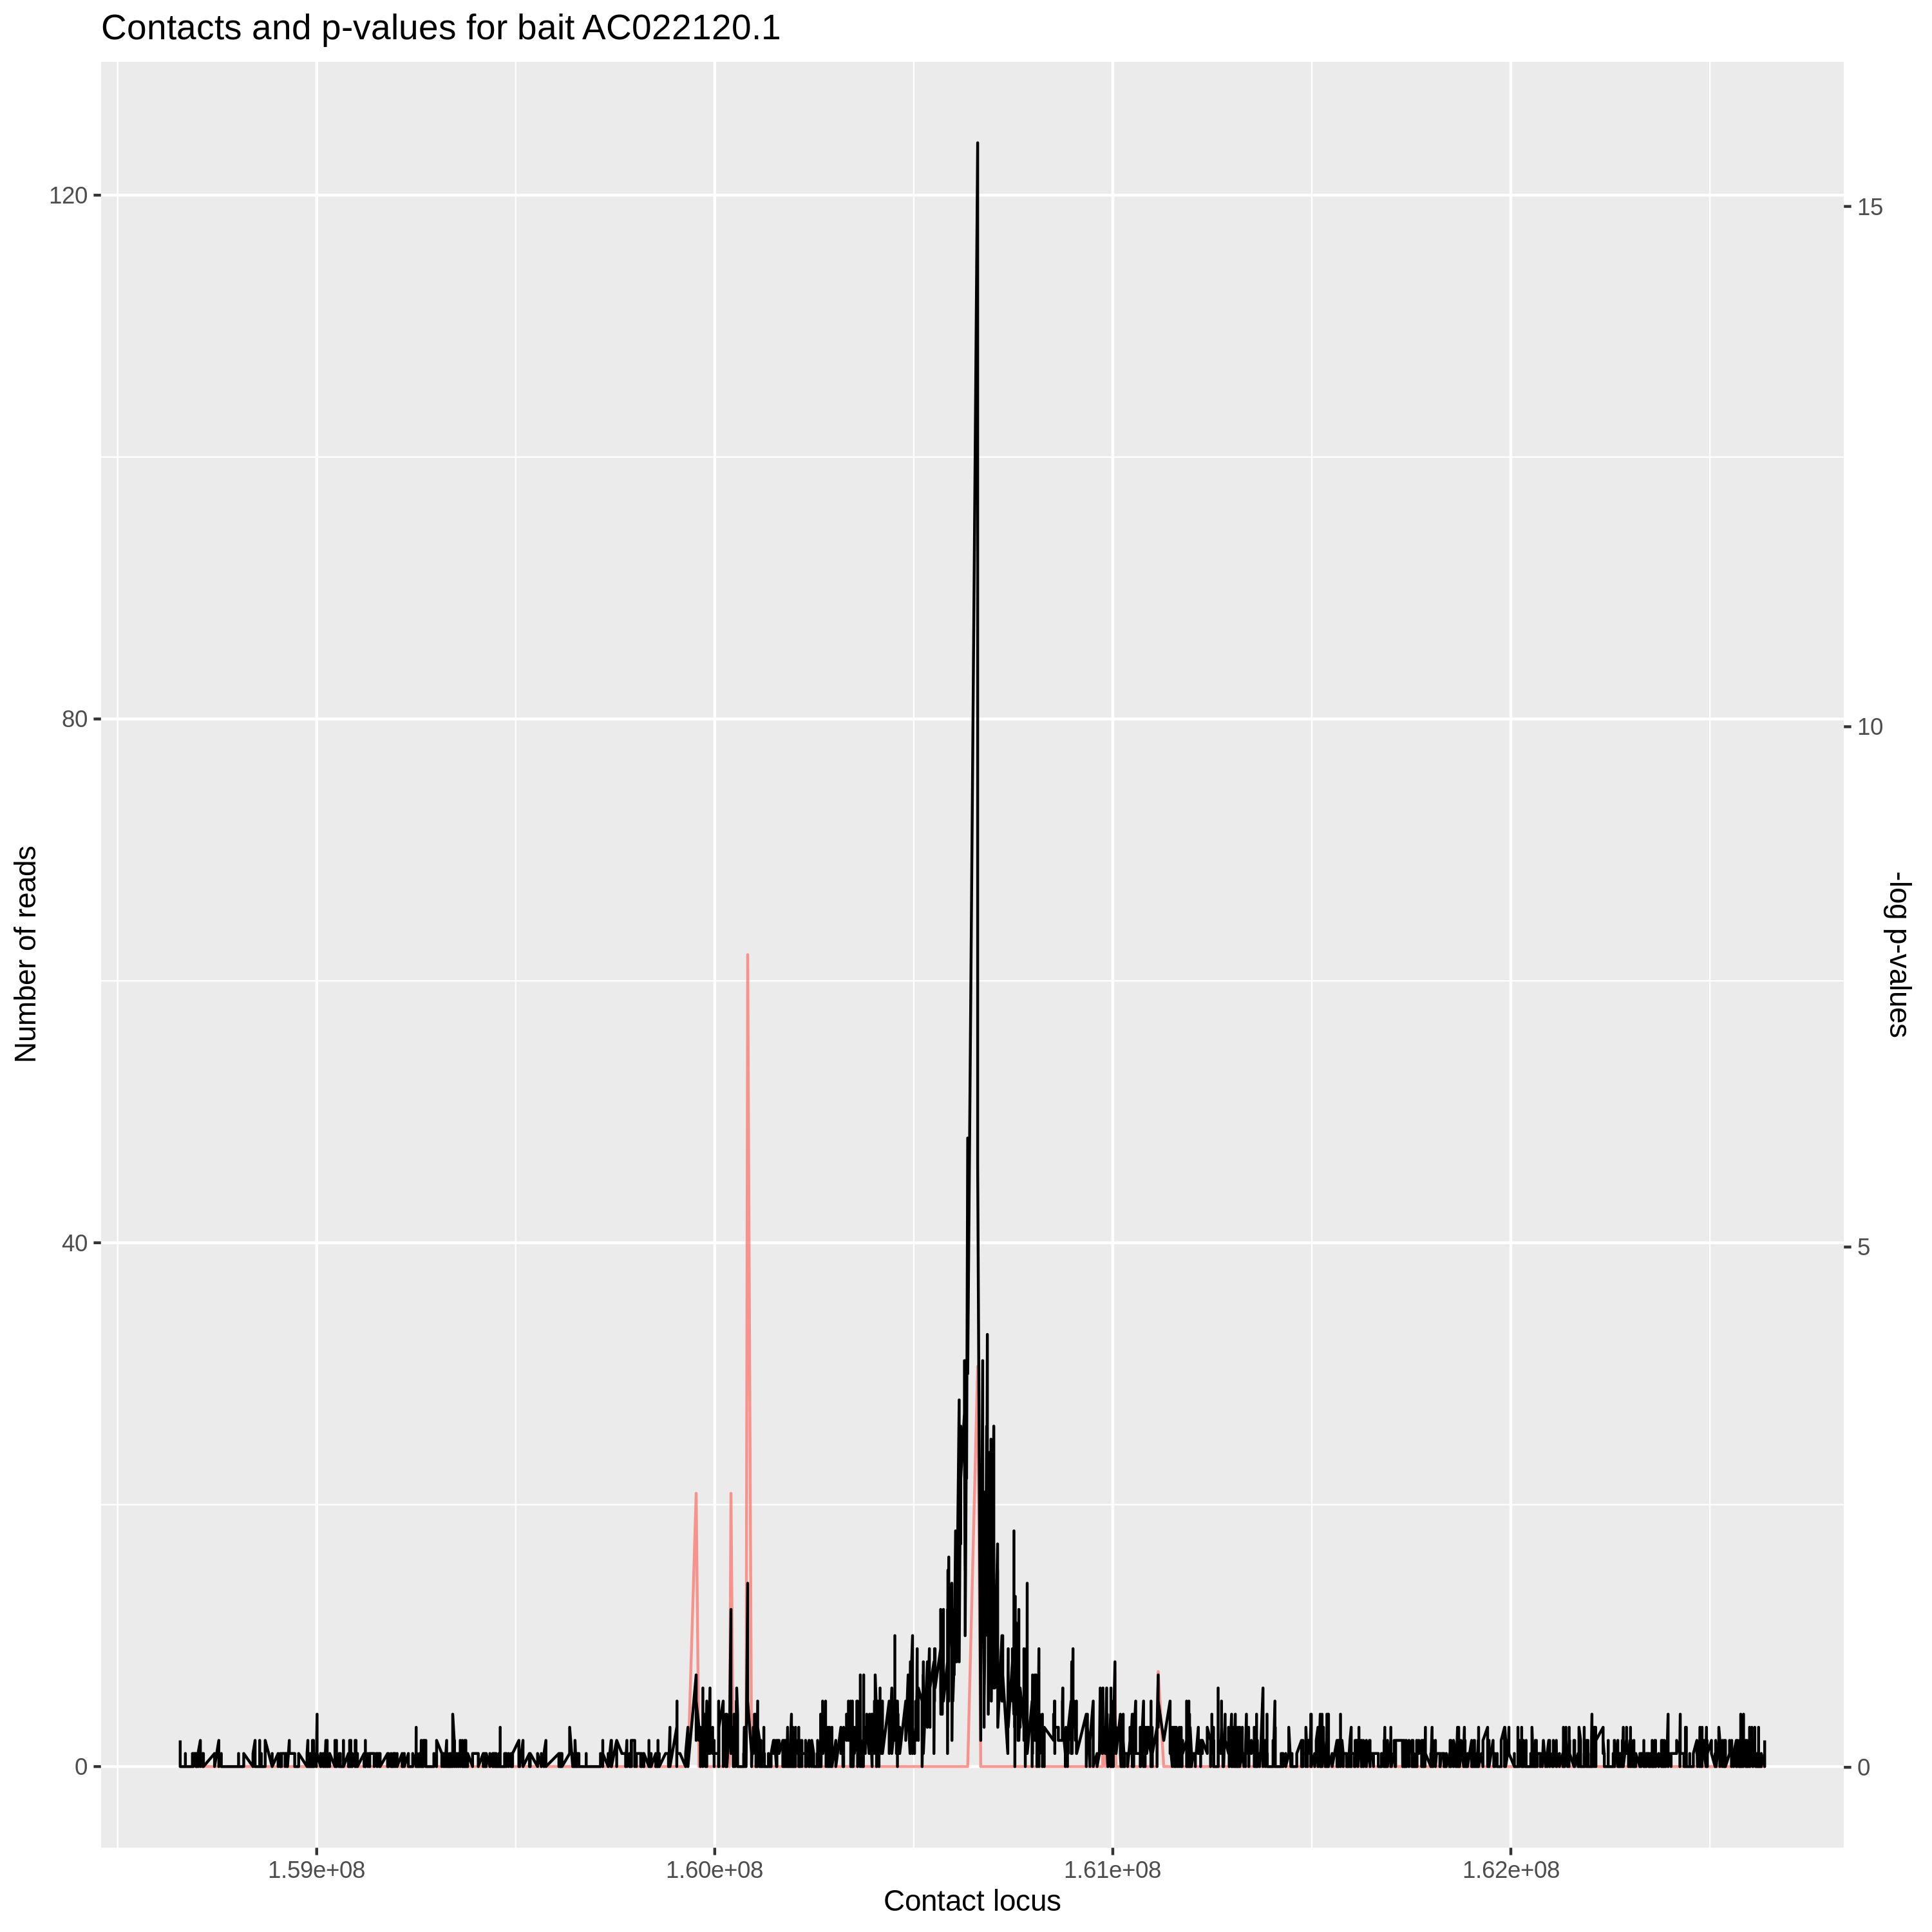 Contacts and p-values for bait AC022120.1
120
80
40
0
15
10
5
0
Number of reads
-log p-values
1.59e+08
1.60e+08
1.61e+08
1.62e+08
Contact locus